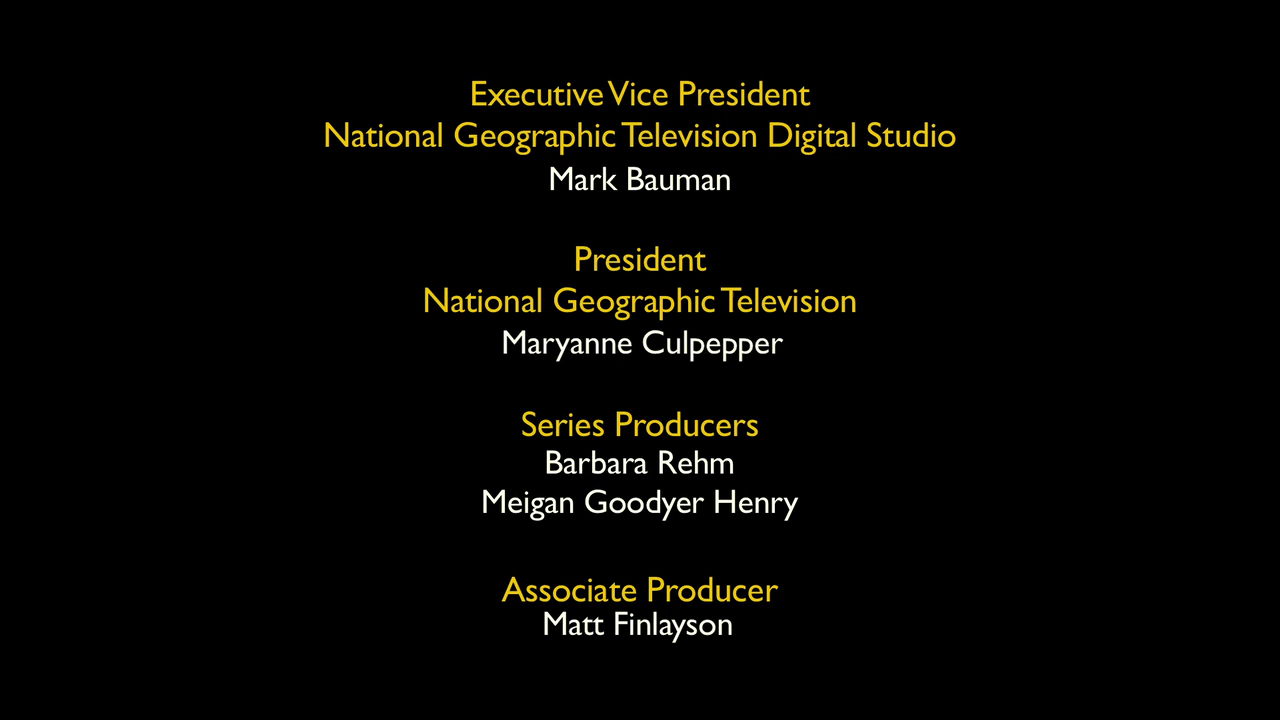 Executive Vice President
National Geographic Television Digital Studio
Mark Bauman
President
National Geographic Television
Maryanne Culpepper
Series Producers
Barbara Rehm
Meigan Goodyer Henry
Associate Producer
Matt Finlayson